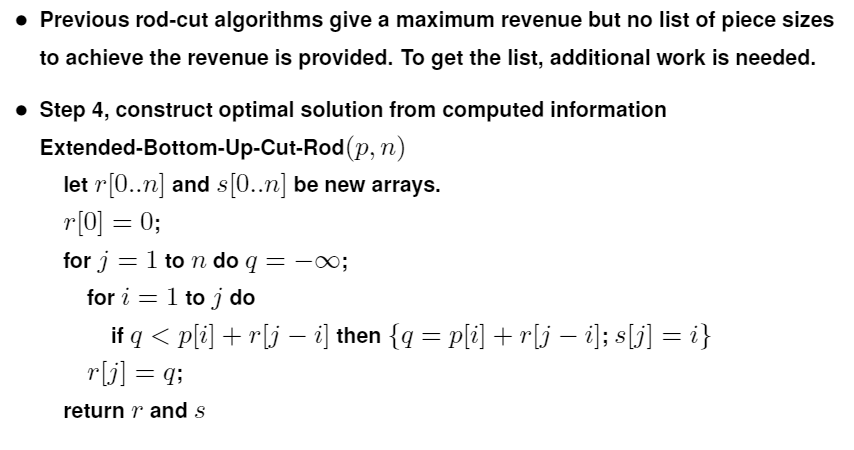 • Previous rod-cut algorithms give a maximum revenue but no list of piece sizes
to achieve the revenue is provided. To get the list, additional work is needed.
• Step 4, construct optimal solution from computed information
Extended-Bottom-Up-Cut-Rod(p, n)
let r[0..n] and s[0..n] be new arrays.
r[0] = 0;
for j = 1 to n do q = −∞;
for i = 1 to j do
if q < p[i] + r[j − i] then {q = p[i] + r[j − i]; s[j] = i}
r[j] = q;
return r and s